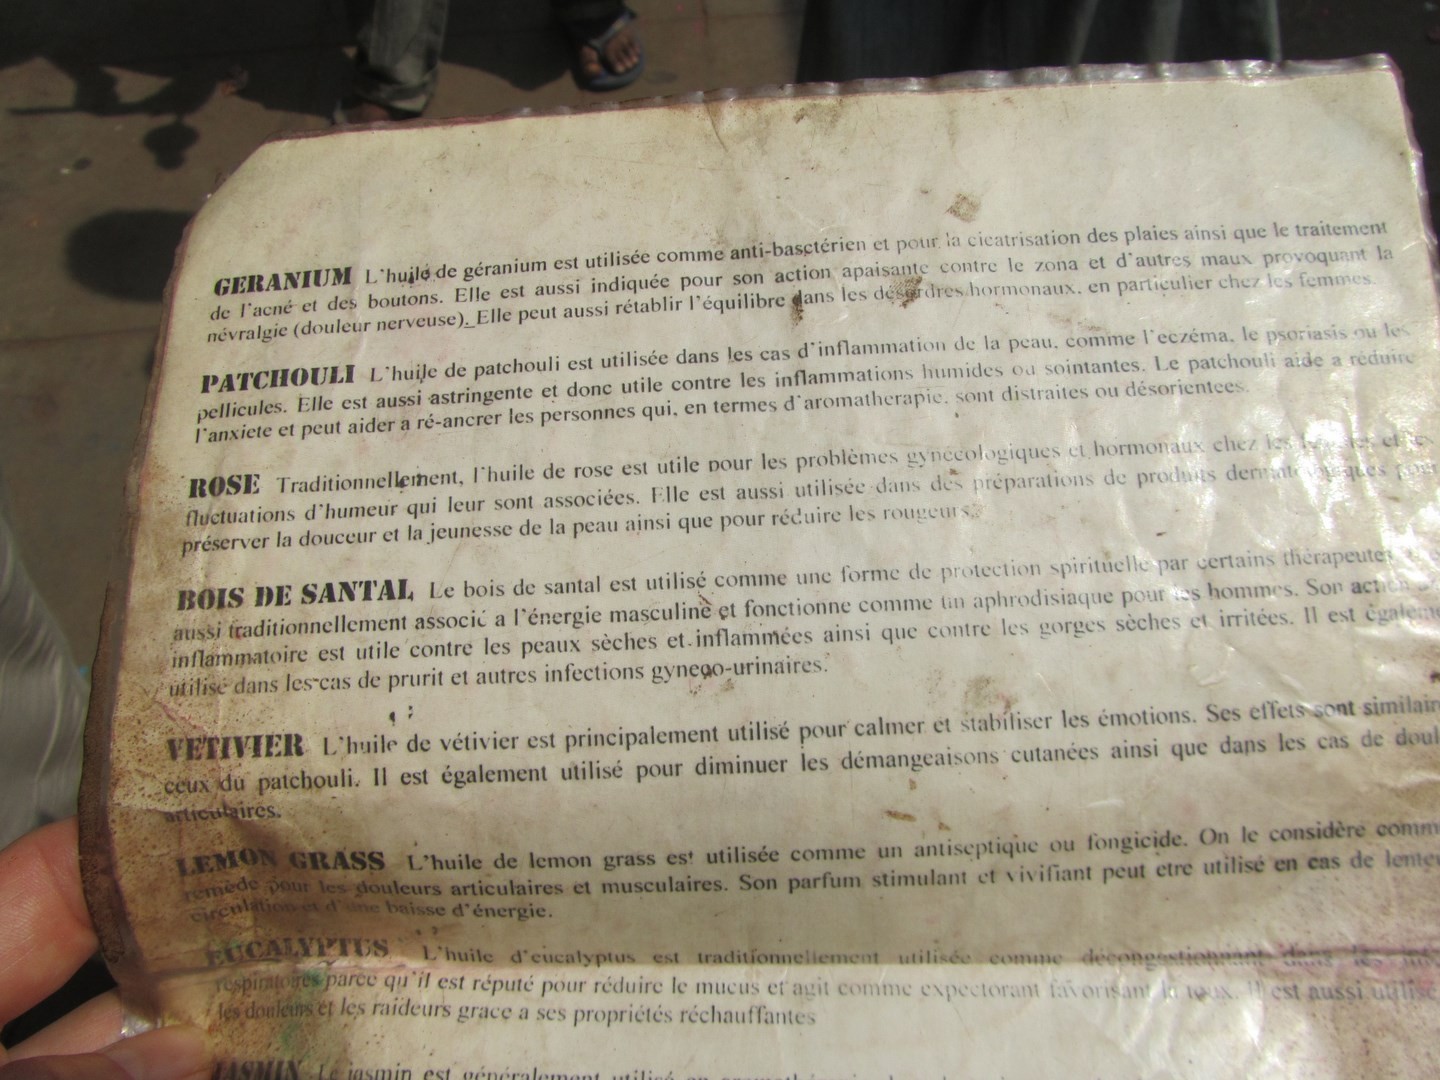 GERANIUM L'huile de géranium est utilisée comme anti-basctérien et pour la cicatrisation des plaies ainsi que le traitement
de l'acné et des boutons. Elle est aussi indiquée pour son action apaisante contre le zona et d'autres maux provoquant la
névralgie (douleur nerveuse). Elle peut aussi rétablir l'équilibre dans les désordres hormonaux, en particulier chez les femmes.
PATCHOULI L'huile de patchouli est utilisée dans les cas d'inflammation de la peau, comme l'eczéma, le psoriasis ou les
pellicules. Elle est aussi astringente et donc utile contre les inflammations humides ou sointantes. Le patchouli aide a réduire
l'anxiete et peut aider a ré-ancrer les personnes qui, en termes d'aromatherapie, sont distraites ou désorientees.
ROSE Traditionnellement, l'huile de rose est utile pour les problèmes gynécologiques et hormonaux chez les et les
fluctuations d'humeur qui leur sont associées. Elle est aussi utilisée dans des préparations de produits dermatologiques pour
préserver la douceur et la jeunesse de la peau ainsi que pour réduire les rougeurs.
BOIS DE SANTAL Le bois de santal est utilisé comme une forme de protection spirituelle par certains thérapeutes
aussi traditionnellement associé a l'énergie masculine et fonctionne comme un aphrodisiaque pour les hommes. Son action
inflammatoire est utile contre les peaux sèches et inflammées ainsi que contre les gorges sèches et irritées. Il est égaleme
utilisé dans les cas de prurit et autres infections gyneco-urinaires.
VETIVIER L'huile de vétivier est principalement utilisé pour calmer et stabiliser les émotions. Ses effets sont similair
ceux du patchouli. Il est également utilisé pour diminuer les démangeaisons cutanées ainsi que dans les cas de doul
articulaires.
LEMON GRASS L'huile de lemon grass est utilisée comme un antiseptique ou fongicide. On le considère comm
remède pour les douleurs articulaires et musculaires. Son parfum stimulant et vivifiant peut etre utilisé en cas de lenteu
circulation et d'une baisse d'énergie.
EUCALYPTUS L'huile d'eucalyptus est traditionnellement utilisée comme décongestionnant dans les
respiratoires parce qu'il est réputé pour réduire le mucus et agit comme expectorant favorisant la toux. Il est aussi utilisé
les douleurs et les raideurs grace a ses propriétés réchauffantes
JASMIN Le jasmin est généralement utilisé en